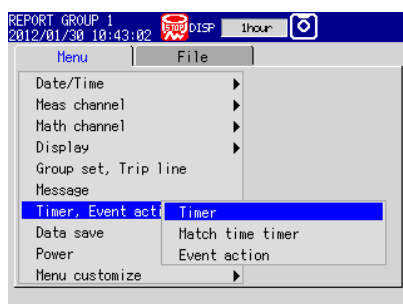 REPORT GROUP 1
2012/01/30 10:43:02
STOP DISP 1hour
Menu File
Date/Time
Meas channel
Math channel
Display
Group set, Trip line
Message
Timer, Event acti
Timer
Match time timer
Event action
Data save
Power
Menu customize